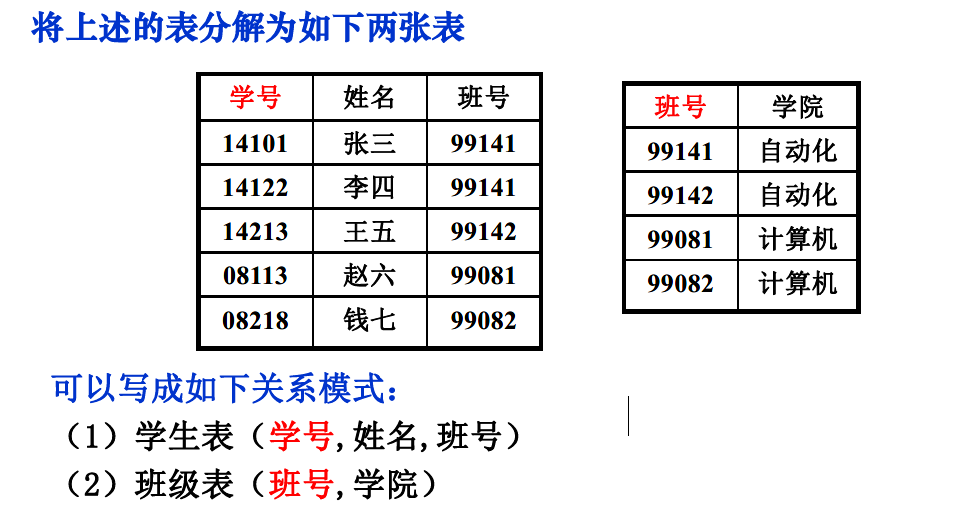 将上述的表分解为如下两张表
学号 姓名 班号
14101 张三 99141
14122 李四 99141
14213 王五 99142
08113 赵六 99081
08218 钱七 99082
班号 学院
99141 自动化
99142 自动化
99081 计算机
99082 计算机
可以写成如下关系模式：
（1）学生表（学号,姓名,班号）
（2）班级表（班号,学院）